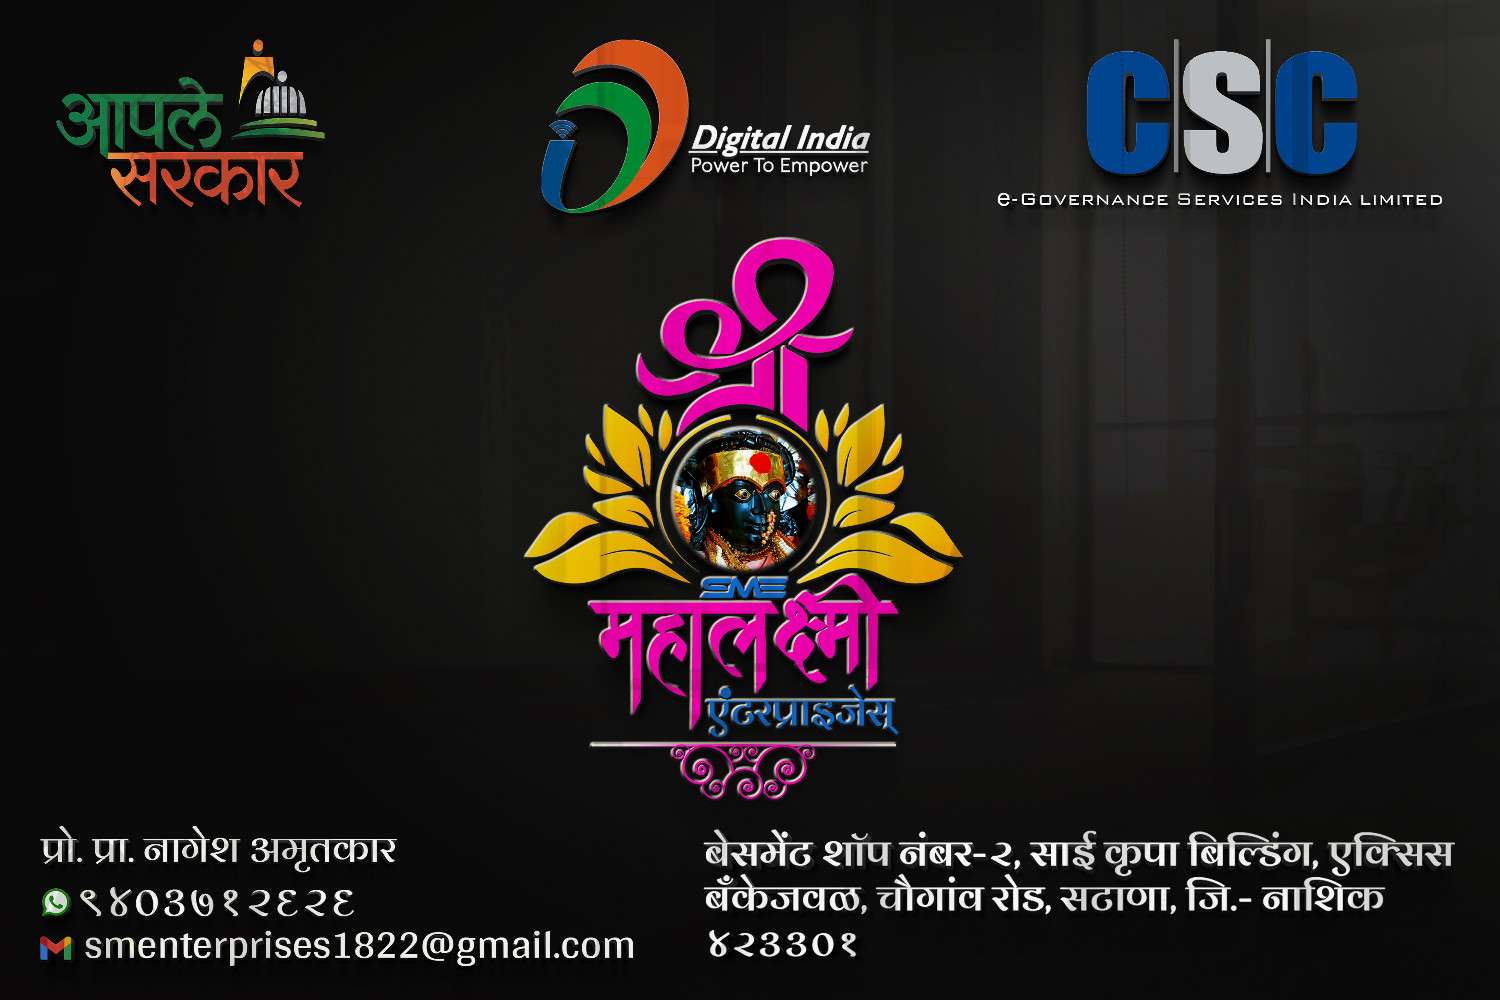 आपले
सरकार
Digital India
Power To Empower
CSC
e-Governance Services India Limited
श्री
SME
महालक्ष्मी
एंटरप्राइजेस्
प्रो. प्रा. नागेश अमृतकार
९४०३७१२६२६
smenterprises1822@gmail.com
बेसमेंट शॉप नंबर-२, साई कृपा बिल्डिंग, एक्सिस
बँकेजवळ, चौगांव रोड, सटाणा, जि.- नाशिक
४२३३०१